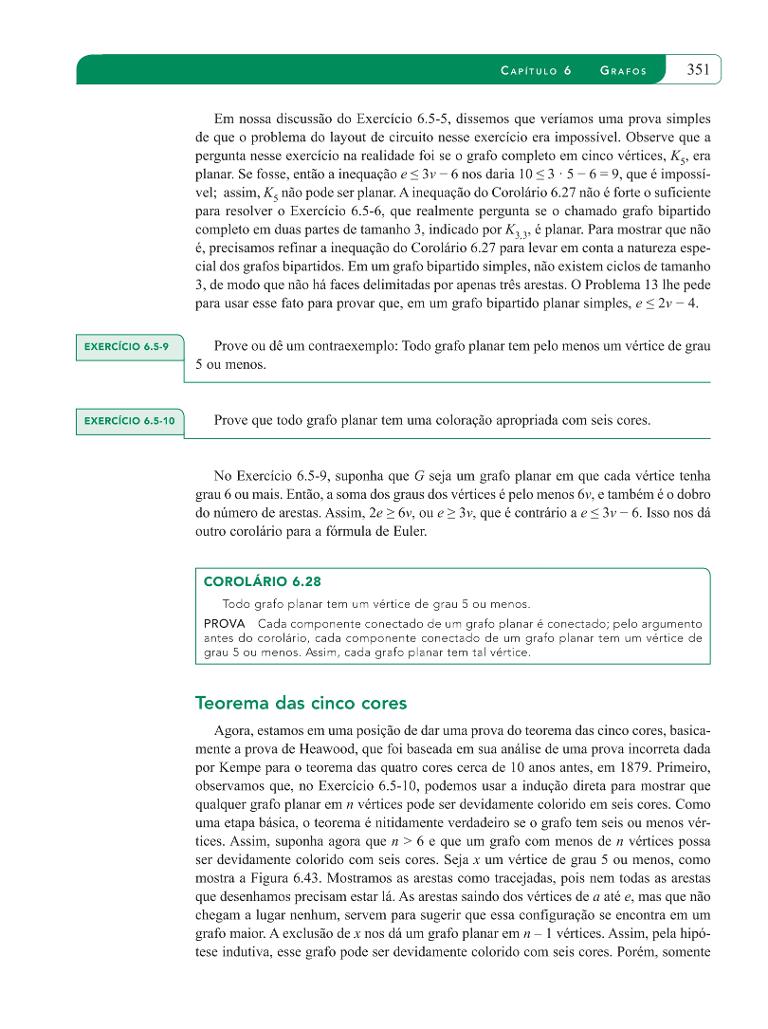 CAPÍTULO 6 GRAFOS 351
Em nossa discussão do Exercício 6.5-5, dissemos que veríamos uma prova simples
de que o problema do layout de circuito nesse exercício era impossível. Observe que a
pergunta nesse exercício na realidade foi se o grafo completo em cinco vértices, K5, era
planar. Se fosse, então a inequação e ≤ 3v − 6 nos daria 10 ≤ 3 · 5 − 6 = 9, que é impossí-
vel; assim, K5 não pode ser planar. A inequação do Corolário 6.27 não é forte o suficiente
para resolver o Exercício 6.5-6, que realmente pergunta se o chamado grafo bipartido
completo em duas partes de tamanho 3, indicado por K3,3, é planar. Para mostrar que não
é, precisamos refinar a inequação do Corolário 6.27 para levar em conta a natureza espe-
cial dos grafos bipartidos. Em um grafo bipartido simples, não existem ciclos de tamanho
3, de modo que não há faces delimitadas por apenas três arestas. O Problema 13 lhe pede
para usar esse fato para provar que, em um grafo bipartido planar simples, e ≤ 2v − 4.
EXERCÍCIO 6.5-9 Prove ou dê um contraexemplo: Todo grafo planar tem pelo menos um vértice de grau
5 ou menos.
EXERCÍCIO 6.5-10 Prove que todo grafo planar tem uma coloração apropriada com seis cores.
No Exercício 6.5-9, suponha que G seja um grafo planar em que cada vértice tenha
grau 6 ou mais. Então, a soma dos graus dos vértices é pelo menos 6v, e também é o dobro
do número de arestas. Assim, 2e ≥ 6v, ou e ≥ 3v, que é contrário a e ≤ 3v − 6. Isso nos dá
outro corolário para a fórmula de Euler.
COROLÁRIO 6.28
Todo grafo planar tem um vértice de grau 5 ou menos.
PROVA Cada componente conectado de um grafo planar é conectado; pelo argumento
antes do corolário, cada componente conectado de um grafo planar tem um vértice de
grau 5 ou menos. Assim, cada grafo planar tem tal vértice.
Teorema das cinco cores
Agora, estamos em uma posição de dar uma prova do teorema das cinco cores, basica-
mente a prova de Heawood, que foi baseada em sua análise de uma prova incorreta dada
por Kempe para o teorema das quatro cores cerca de 10 anos antes, em 1879. Primeiro,
observamos que, no Exercício 6.5-10, podemos usar a indução direta para mostrar que
qualquer grafo planar em n vértices pode ser devidamente colorido em seis cores. Como
uma etapa básica, o teorema é nitidamente verdadeiro se o grafo tem seis ou menos vér-
tices. Assim, suponha agora que n > 6 e que um grafo com menos de n vértices possa
ser devidamente colorido com seis cores. Seja x um vértice de grau 5 ou menos, como
mostra a Figura 6.43. Mostramos as arestas como tracejadas, pois nem todas as arestas
que desenhamos precisam estar lá. As arestas saindo dos vértices de a até e, mas que não
chegam a lugar nenhum, servem para sugerir que essa configuração se encontra em um
grafo maior. A exclusão de x nos dá um grafo planar em n – 1 vértices. Assim, pela hipó-
tese indutiva, esse grafo pode ser devidamente colorido com seis cores. Porém, somente